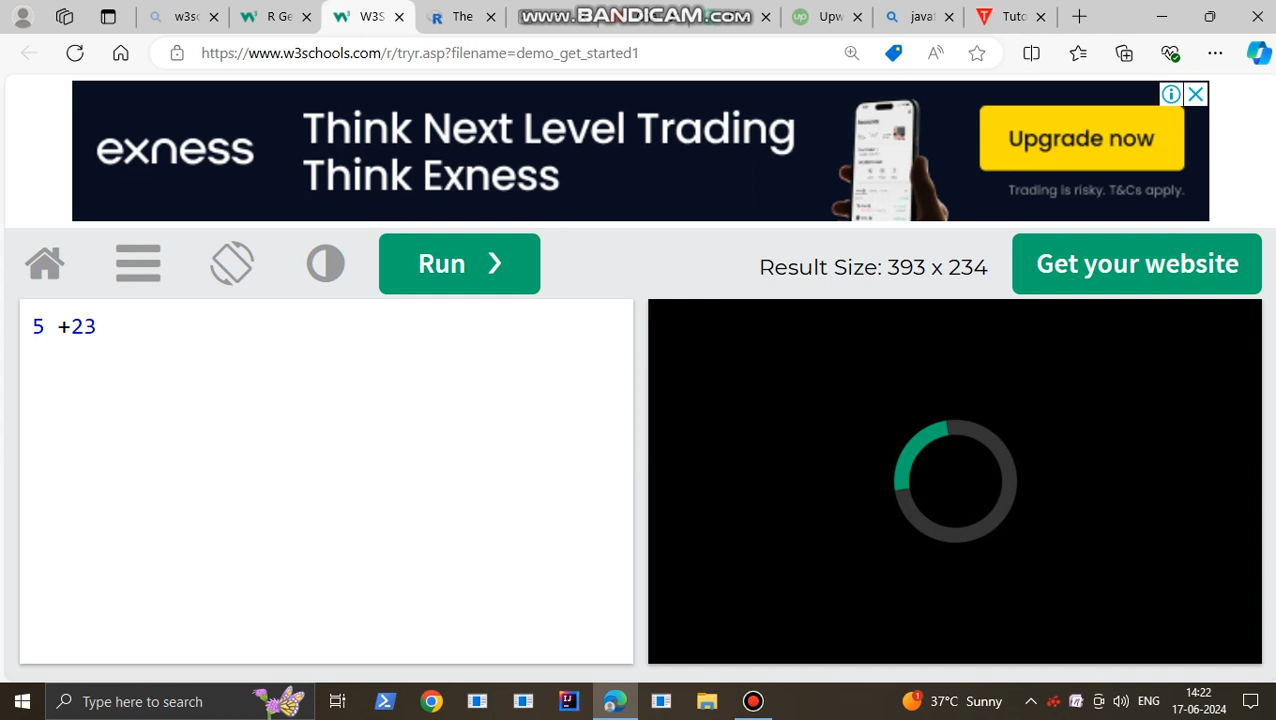 w3sc
R Ge
W3S
The
WWW.BANDICAM.COM
Upw
java
Tuto
https://www.w3schools.com/r/tryr.asp?filename=demo_get_started1
exness
Think Next Level Trading
Think Exness
Upgrade now
Trading is risky. T&Cs apply.
Run ❯
Result Size: 393 x 234
Get your website
5 +23
Type here to search
1
37°C Sunny
ENG
14:22
17-06-2024